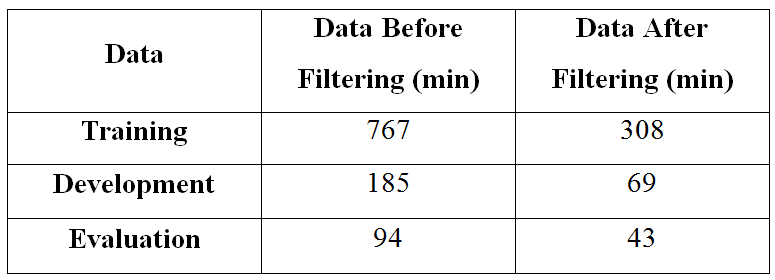 Data
Data Before
Filtering (min)
Data After
Filtering (min)
Training 767 308
Development 185 69
Evaluation 94 43